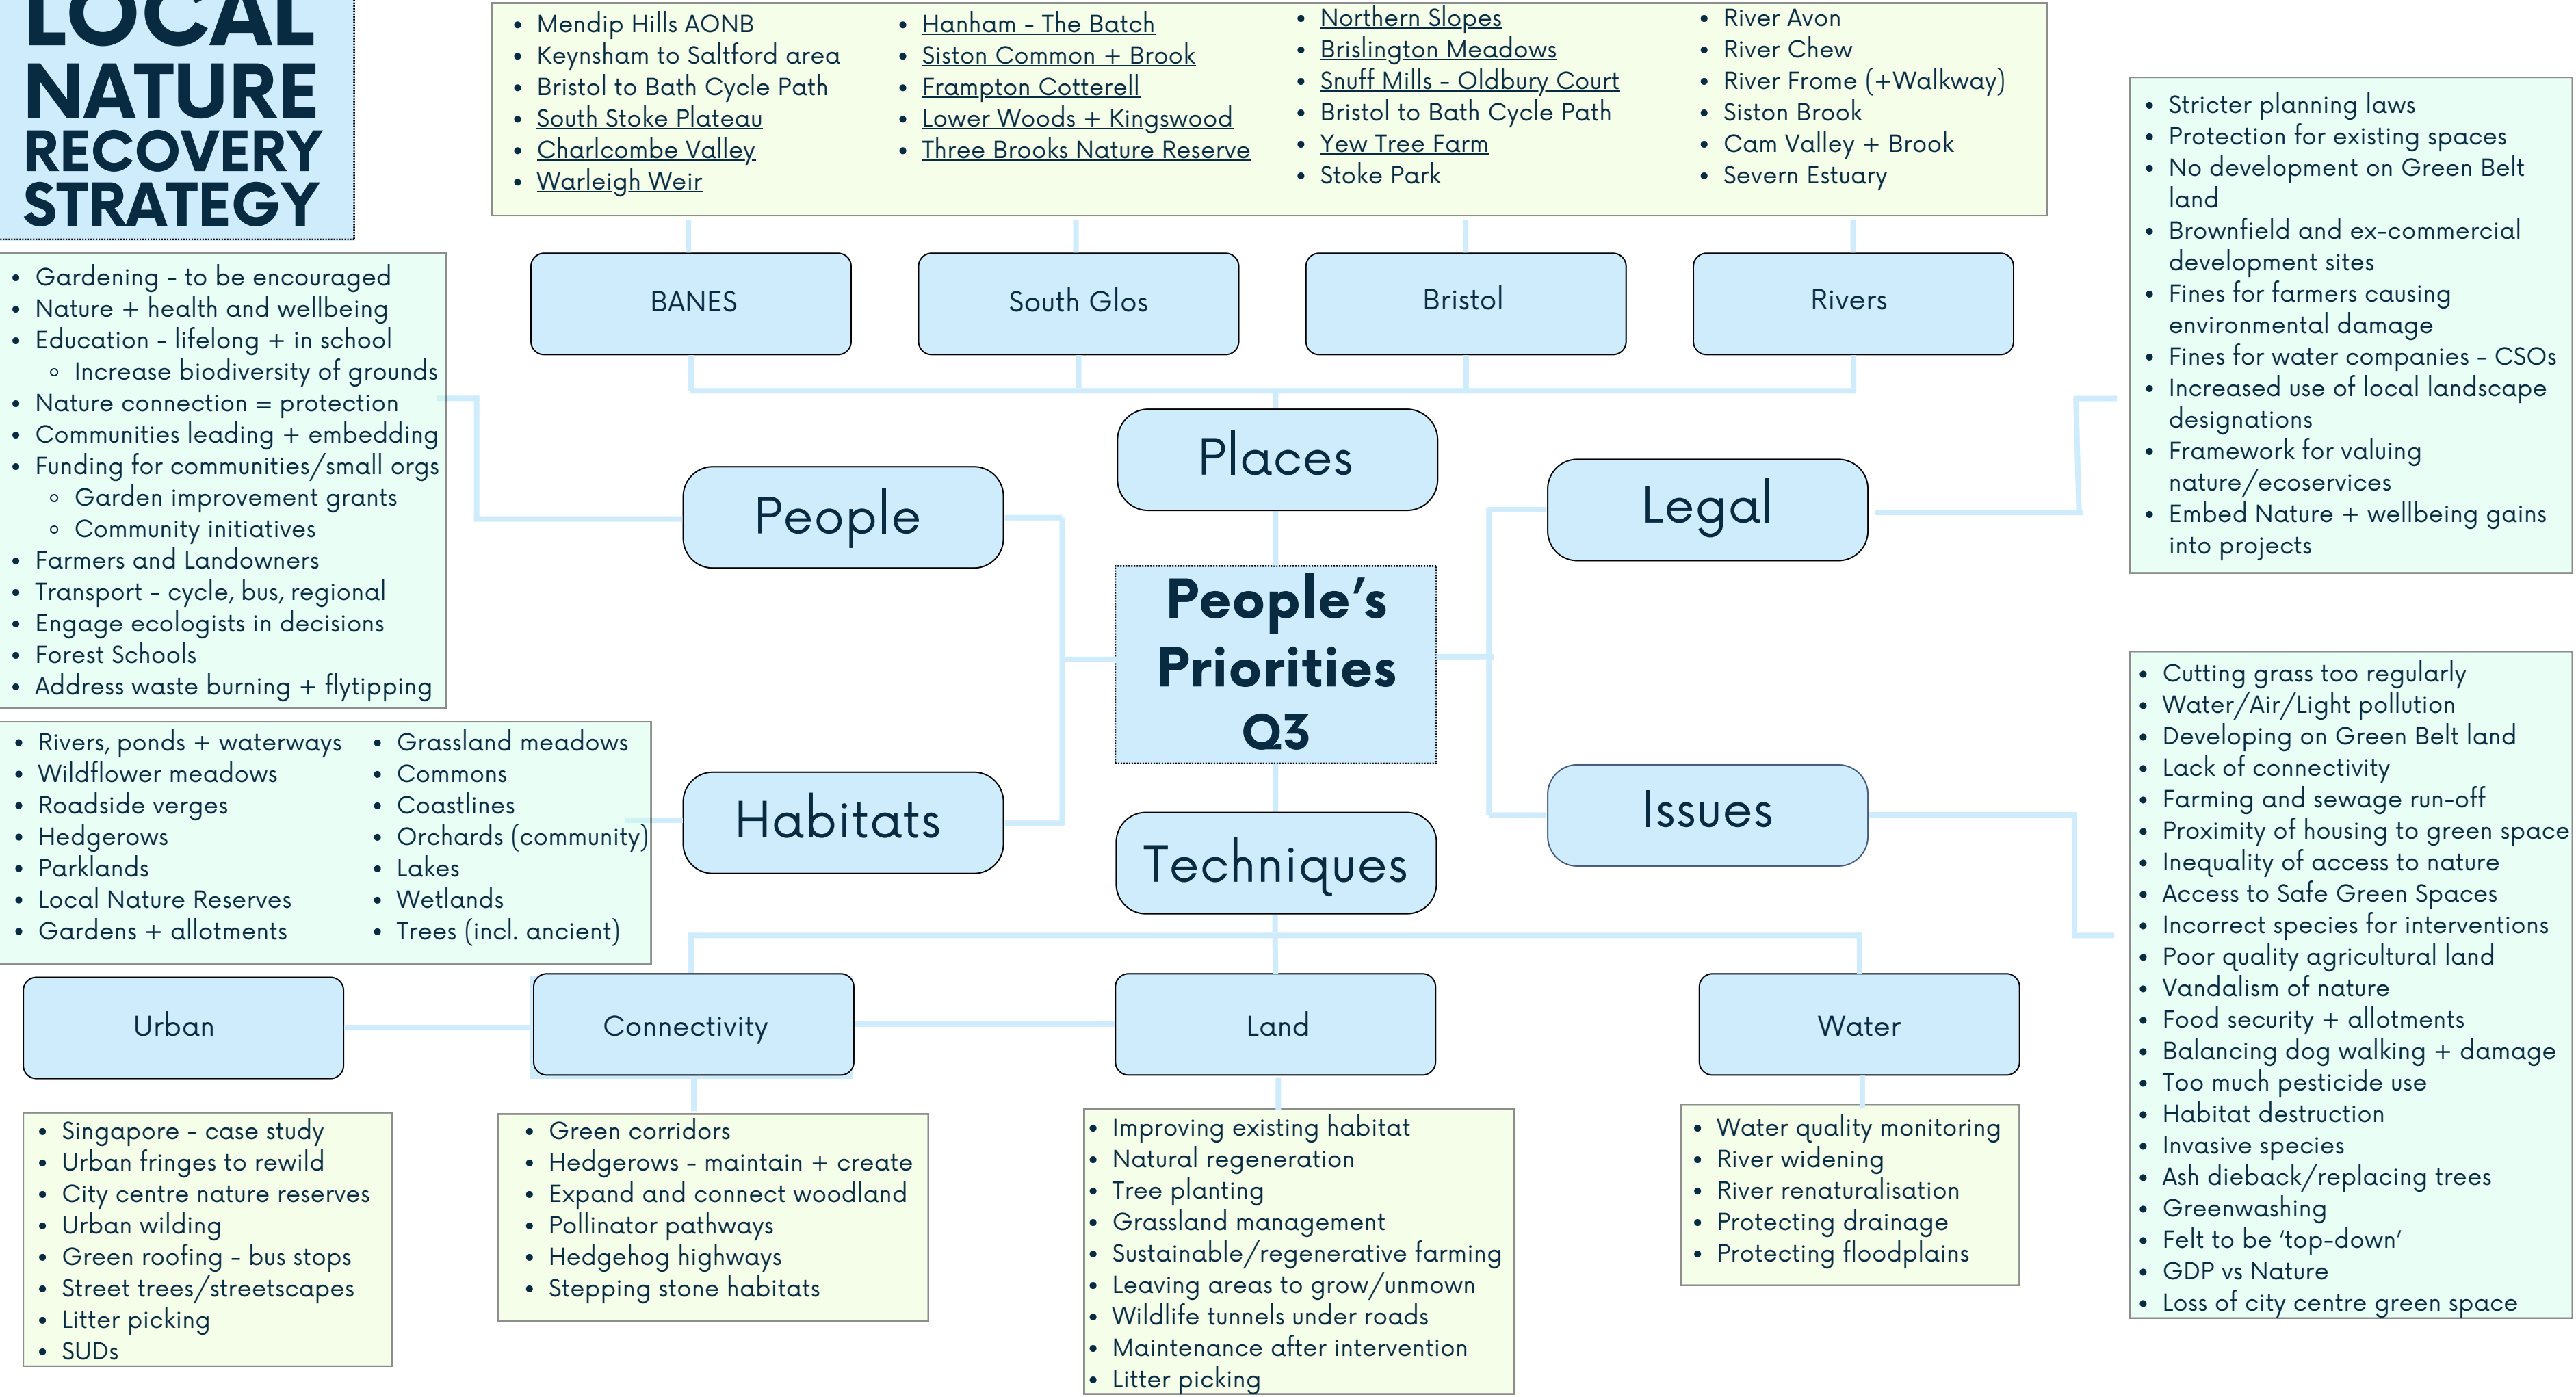 LOCAL
NATURE
RECOVERY
STRATEGY
• Mendip Hills AONB
• Keynsham to Saltford area
• Bristol to Bath Cycle Path
• South Stoke Plateau
• Charlcombe Valley
• Warleigh Weir
• Hanham - The Batch
• Siston Common + Brook
• Frampton Cotterell
• Lower Woods + Kingswood
• Three Brooks Nature Reserve
• Northern Slopes
• Brislington Meadows
• Snuff Mills - Oldbury Court
• Bristol to Bath Cycle Path
• Yew Tree Farm
• Stoke Park
• River Avon
• River Chew
• River Frome (+Walkway)
• Siston Brook
• Cam Valley + Brook
• Severn Estuary
BANES
South Glos
Bristol
Rivers
• Stricter planning laws
• Protection for existing spaces
• No development on Green Belt
land
• Brownfield and ex-commercial
development sites
• Fines for farmers causing
environmental damage
• Fines for water companies - CSOs
• Increased use of local landscape
designations
• Framework for valuing
nature/ecoservices
• Embed Nature + wellbeing gains
into projects
• Gardening - to be encouraged
• Nature + health and wellbeing
• Education - lifelong + in school
◦ Increase biodiversity of grounds
• Nature connection = protection
• Communities leading + embedding
• Funding for communities/small orgs
◦ Garden improvement grants
◦ Community initiatives
• Farmers and Landowners
• Transport - cycle, bus, regional
• Engage ecologists in decisions
• Forest Schools
• Address waste burning + flytipping
Places
People
Legal
People's
Priorities
Q3
Habitats
Issues
Techniques
• Rivers, ponds + waterways
• Wildflower meadows
• Roadside verges
• Hedgerows
• Parklands
• Local Nature Reserves
• Gardens + allotments
• Grassland meadows
• Commons
• Coastlines
• Orchards (community)
• Lakes
• Wetlands
• Trees (incl. ancient)
• Cutting grass too regularly
• Water/Air/Light pollution
• Developing on Green Belt land
• Lack of connectivity
• Farming and sewage run-off
• Proximity of housing to green space
• Inequality of access to nature
• Access to Safe Green Spaces
• Incorrect species for interventions
• Poor quality agricultural land
• Vandalism of nature
• Food security + allotments
• Balancing dog walking + damage
• Too much pesticide use
• Habitat destruction
• Invasive species
• Ash dieback/replacing trees
• Greenwashing
• Felt to be ‘top-down’
• GDP vs Nature
• Loss of city centre green space
Urban
Connectivity
Land
Water
• Singapore - case study
• Urban fringes to rewild
• City centre nature reserves
• Urban wilding
• Green roofing - bus stops
• Street trees/streetscapes
• Litter picking
• SUDs
• Green corridors
• Hedgerows - maintain + create
• Expand and connect woodland
• Pollinator pathways
• Hedgehog highways
• Stepping stone habitats
• Improving existing habitat
• Natural regeneration
• Tree planting
• Grassland management
• Sustainable/regenerative farming
• Leaving areas to grow/unmown
• Wildlife tunnels under roads
• Maintenance after intervention
• Litter picking
• Water quality monitoring
• River widening
• River renaturalisation
• Protecting drainage
• Protecting floodplains